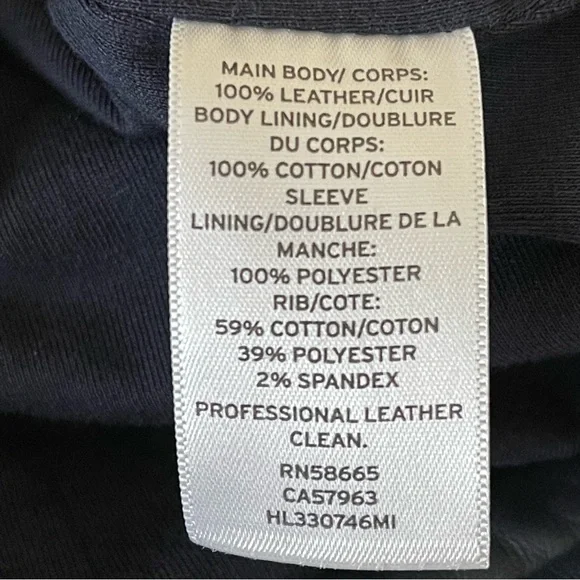 MAIN BODY/ CORPS:
100% LEATHER/CUIR
BODY LINING/DOUBLURE
DU CORPS:
100% COTTON/COTON
SLEEVE
LINING/DOUBLURE DE LA
MANCHE:
100% POLYESTER
RIB/COTE:
59% COTTON/COTON
39% POLYESTER
2% SPANDEX
PROFESSIONAL LEATHER
CLEAN.
RN58665
CA57963
HL330746MI